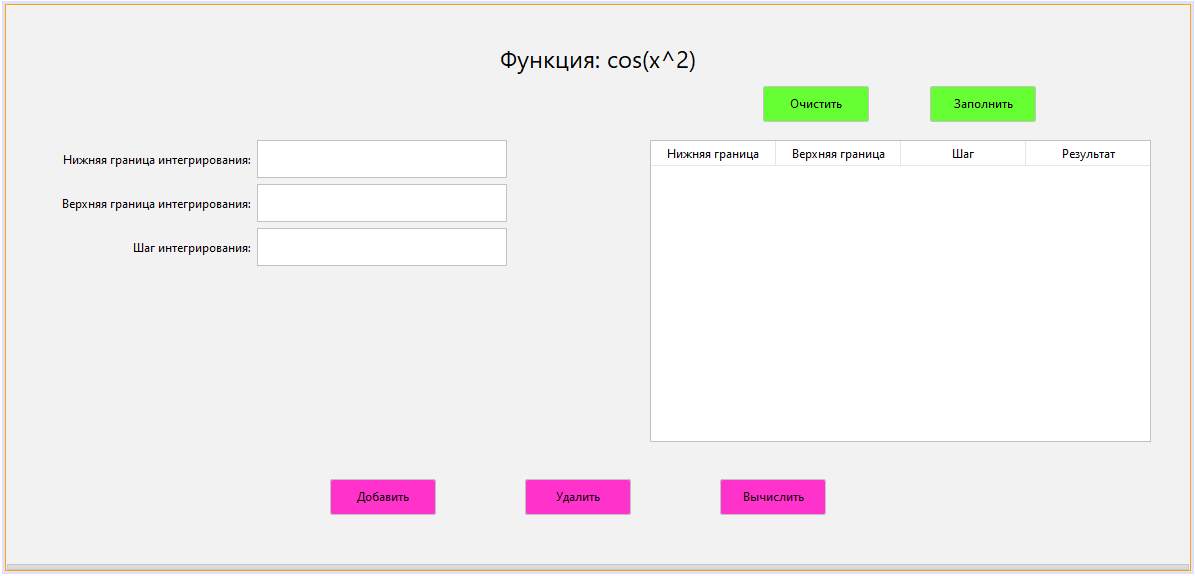 Функция: cos(x^2)
Очистить
Заполнить
Нижняя граница интегрирования:
Верхняя граница интегрирования:
Шаг интегрирования:
Нижняя граница Верхняя граница Шаг Результат
Добавить
Удалить
Вычислить